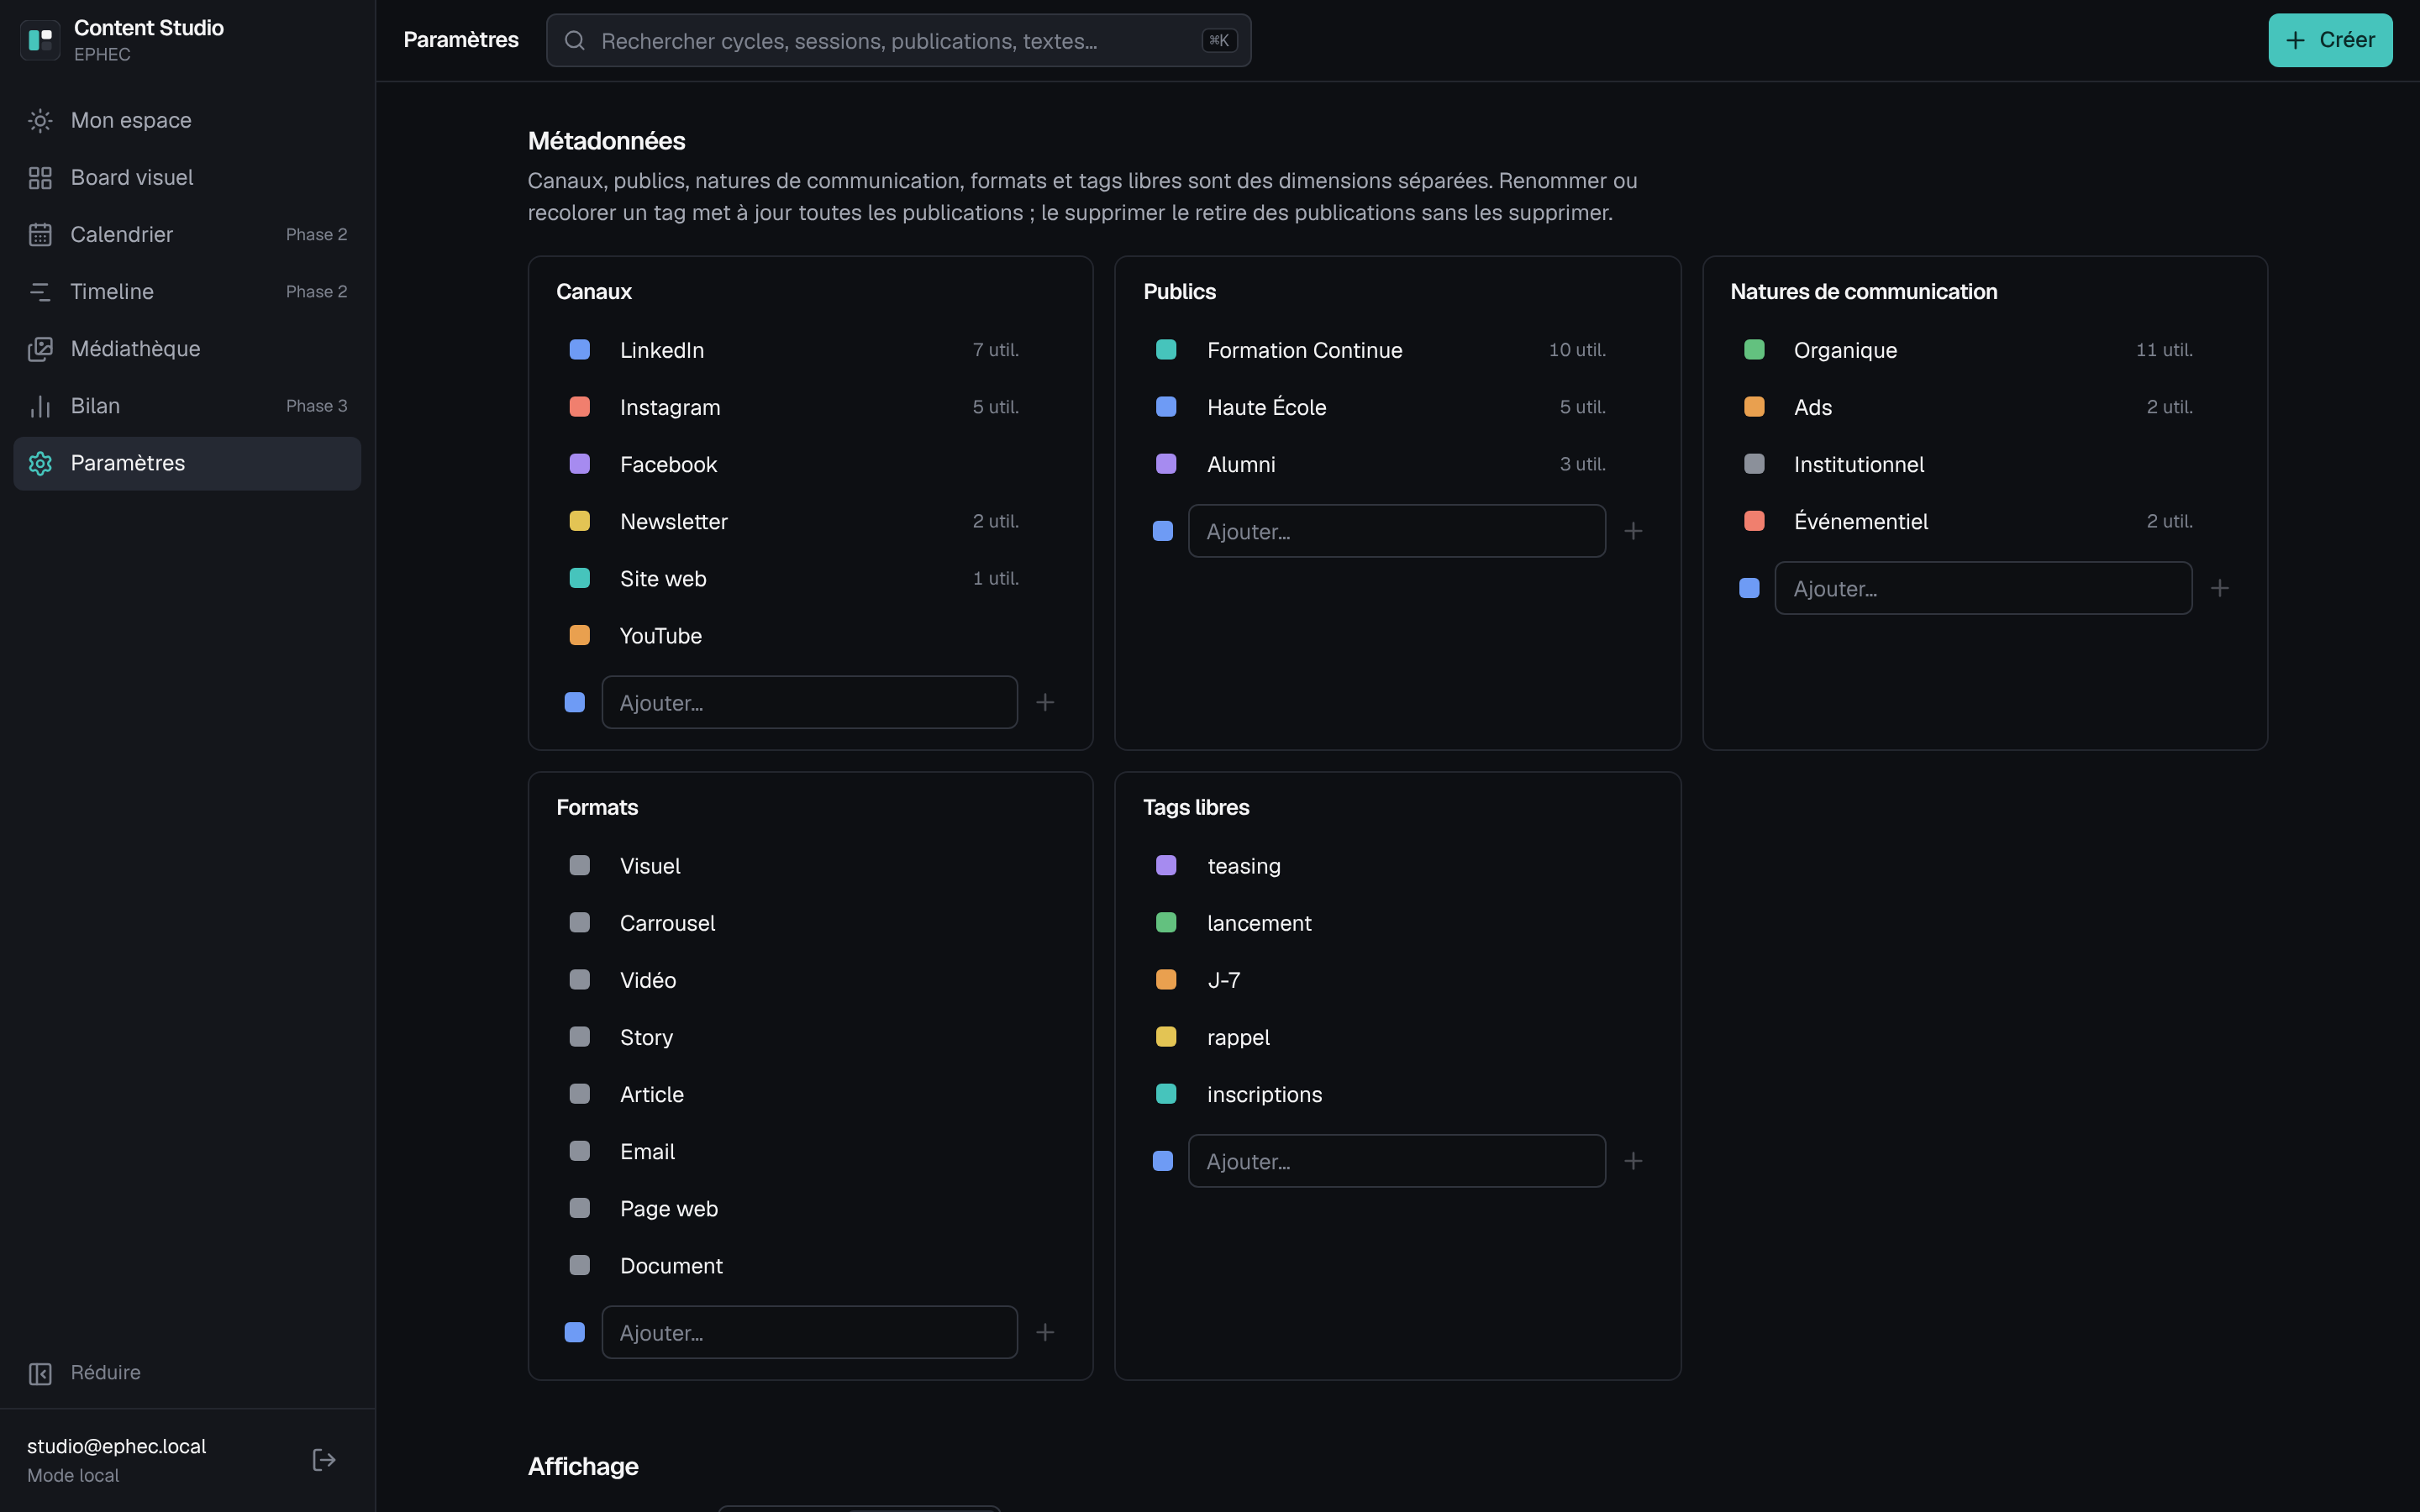 Content Studio
EPHEC
Mon espace
Board visuel
Calendrier Phase 2
Timeline Phase 2
Médiathèque
Bilan Phase 3
Paramètres
Réduire
studio@ephec.local
Mode local
Paramètres
Rechercher cycles, sessions, publications, textes…
⌘K
Créer
Métadonnées
Canaux, publics, natures de communication, formats et tags libres sont des dimensions séparées. Renommer ou
recolorer un tag met à jour toutes les publications ; le supprimer le retire des publications sans les supprimer.
Canaux
LinkedIn 7 util.
Instagram 5 util.
Facebook
Newsletter 2 util.
Site web 1 util.
YouTube
Ajouter…
Publics
Formation Continue 10 util.
Haute École 5 util.
Alumni 3 util.
Ajouter…
Natures de communication
Organique 11 util.
Ads 2 util.
Institutionnel
Événementiel 2 util.
Ajouter…
Formats
Visuel
Carrousel
Vidéo
Story
Article
Email
Page web
Document
Ajouter…
Tags libres
teasing
lancement
J-7
rappel
inscriptions
Ajouter…
Affichage